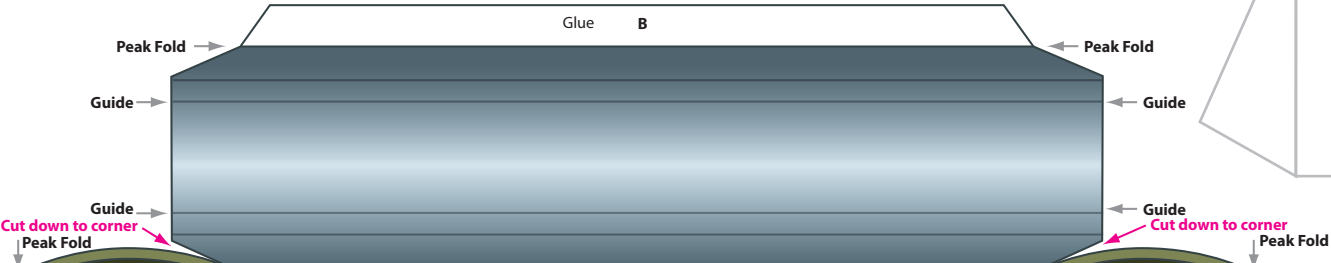 Glue B
Peak Fold
Peak Fold
Guide
Guide
Guide
Guide
Cut down to corner
Cut down to corner
Peak Fold
Peak Fold